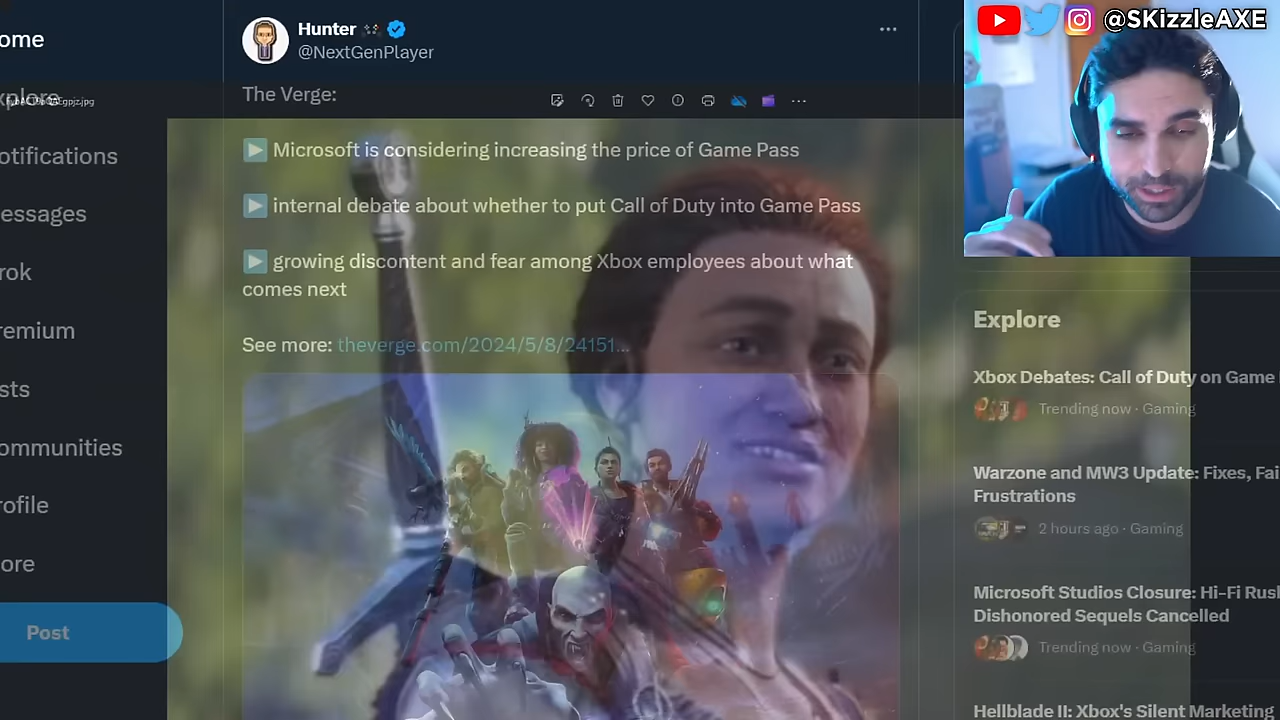 @SKizzleAXE
ome
Hunter
@NextGenPlayer
xplore
The Verge:
otifications
Microsoft is considering increasing the price of Game Pass
essages
internal debate about whether to put Call of Duty into Game Pass
rok
growing discontent and fear among Xbox employees about what
comes next
remium
See more: theverge.com/2024/5/8/24151…
sts
ommunities
rofile
ore
Post
Explore
Xbox Debates: Call of Duty on Game
Trending now · Gaming
Warzone and MW3 Update: Fixes, Fai
Frustrations
2 hours ago · Gaming
Microsoft Studios Closure: Hi-Fi Rus
Dishonored Sequels Cancelled
Trending now · Gaming
Hellblade II: Xbox's Silent Marketing